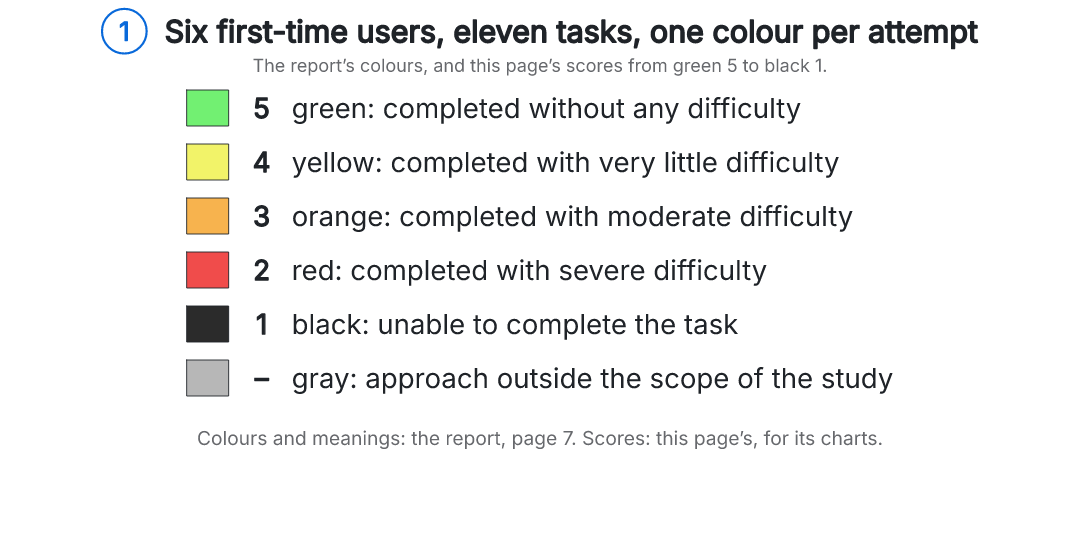 1 Six first-time users, eleven tasks, one colour per attempt
The report’s colours, and this page’s scores from green 5 to black 1.
5 green: completed without any difficulty
4 yellow: completed with very little difficulty
3 orange: completed with moderate difficulty
2 red: completed with severe difficulty
1 black: unable to complete the task
– gray: approach outside the scope of the study
Colours and meanings: the report, page 7. Scores: this page’s, for its charts.